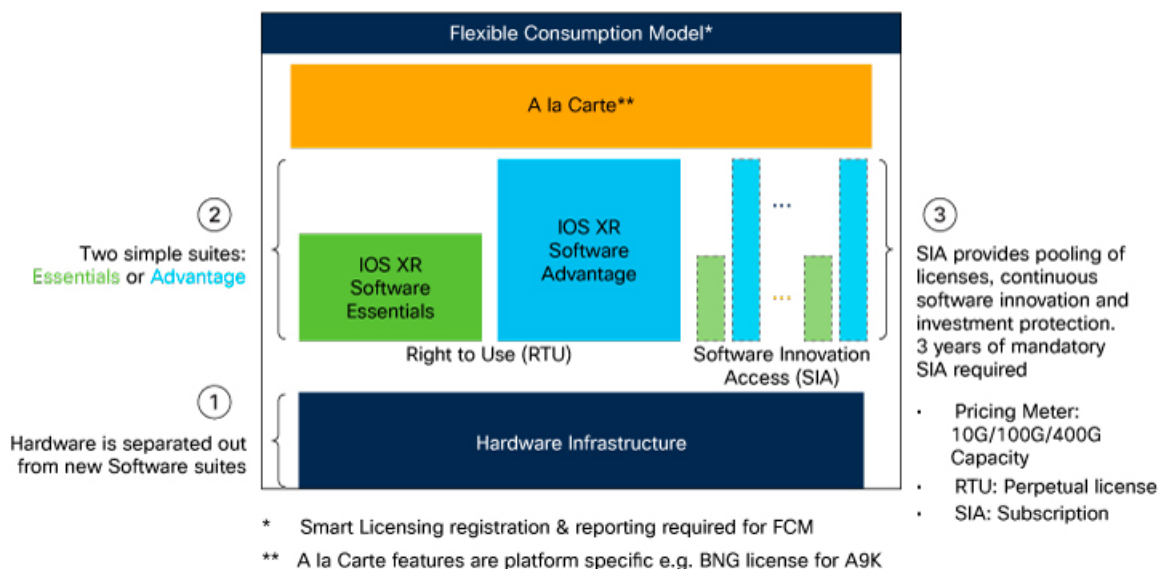 Flexible Consumption Model*
A la Carte**
2
Two simple suites:
Essentials or Advantage
IOS XR
Software
Essentials
IOS XR
Software
Advantage
...
...
Right to Use (RTU)
Software Innovation
Access (SIA)
3
SIA provides pooling of
licenses, continuous
software innovation and
investment protection.
3 years of mandatory
SIA required
· Pricing Meter:
10G/100G/400G
Capacity
· RTU: Perpetual license
· SIA: Subscription
1
Hardware is separated out
from new Software suites
Hardware Infrastructure
* Smart Licensing registration & reporting required for FCM
** A la Carte features are platform specific e.g. BNG license for A9K